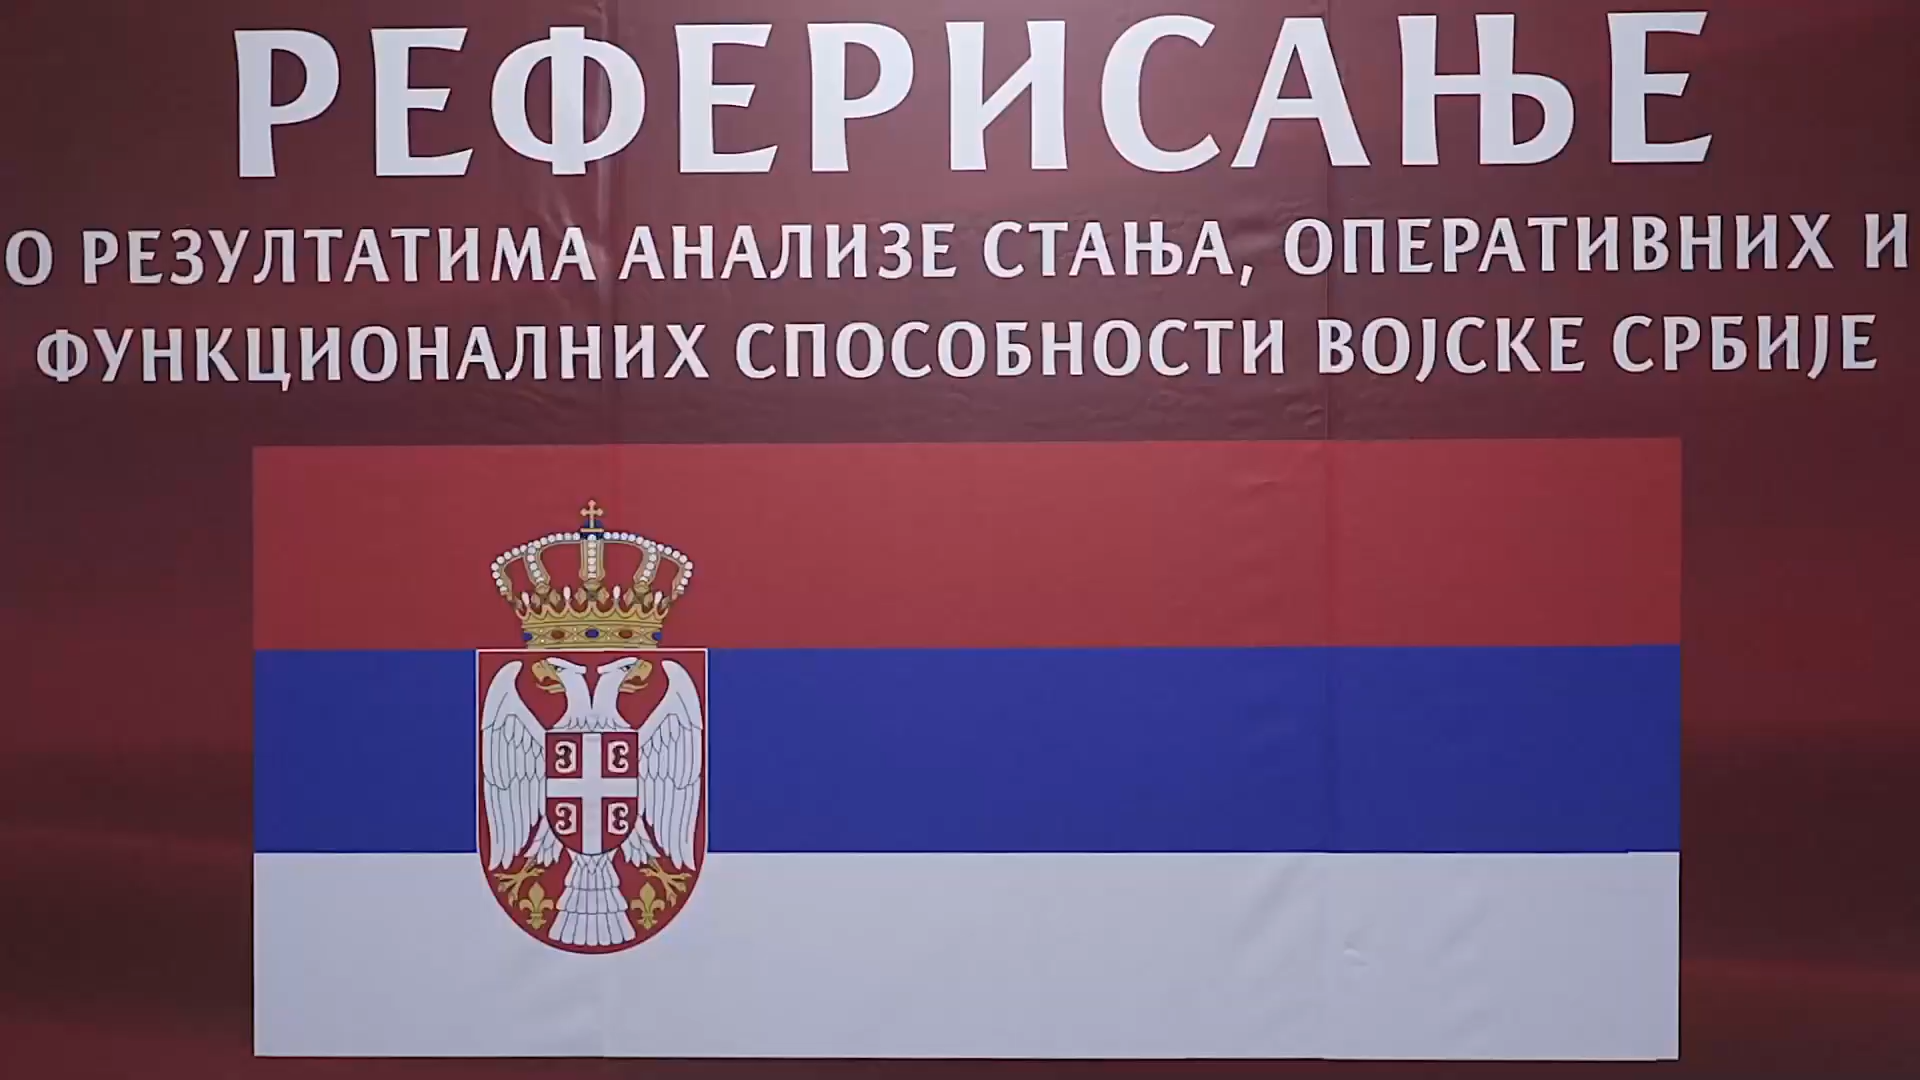 РЕФЕРИСАЊЕ
О РЕЗУЛТАТИМА АНАЛИЗЕ СТАЊА, ОПЕРАТИВНИХ И
ФУНКЦИОНАЛНИХ СПОСОБНОСТИ ВОЈСКЕ СРБИЈЕ